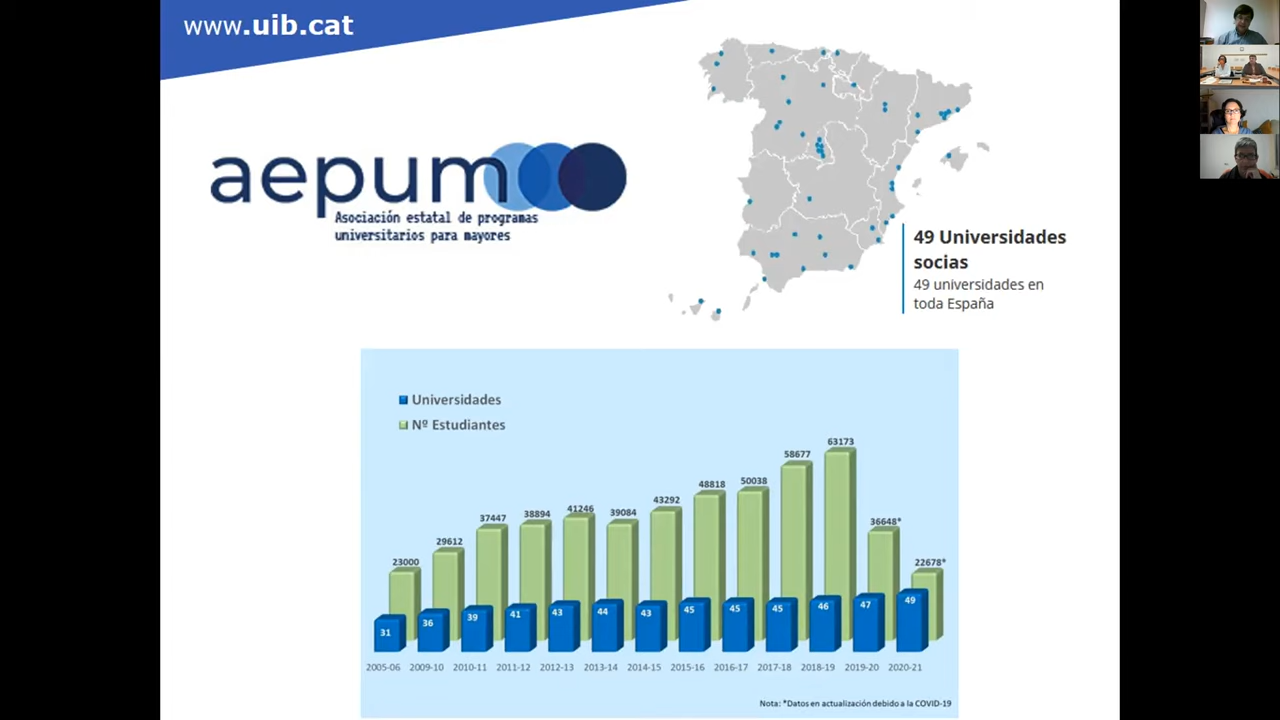 www.uib.cat
aepum
Asociación estatal de programas
universitarios para mayores
49 Universidades
socias
49 universidades en
toda España
Universidades
Nº Estudiantes
23000
29612
37447
38894
41246
39084
43292
48818
50038
58677
63173
36648*
22678*
31
36
39
41
43
44
43
45
45
45
46
47
49
2005-06 2009-10 2010-11 2011-12 2012-13 2013-14 2014-15 2015-16 2016-17 2017-18 2018-19 2019-20 2020-21
Nota: *Datos en actualización debido a la COVID-19